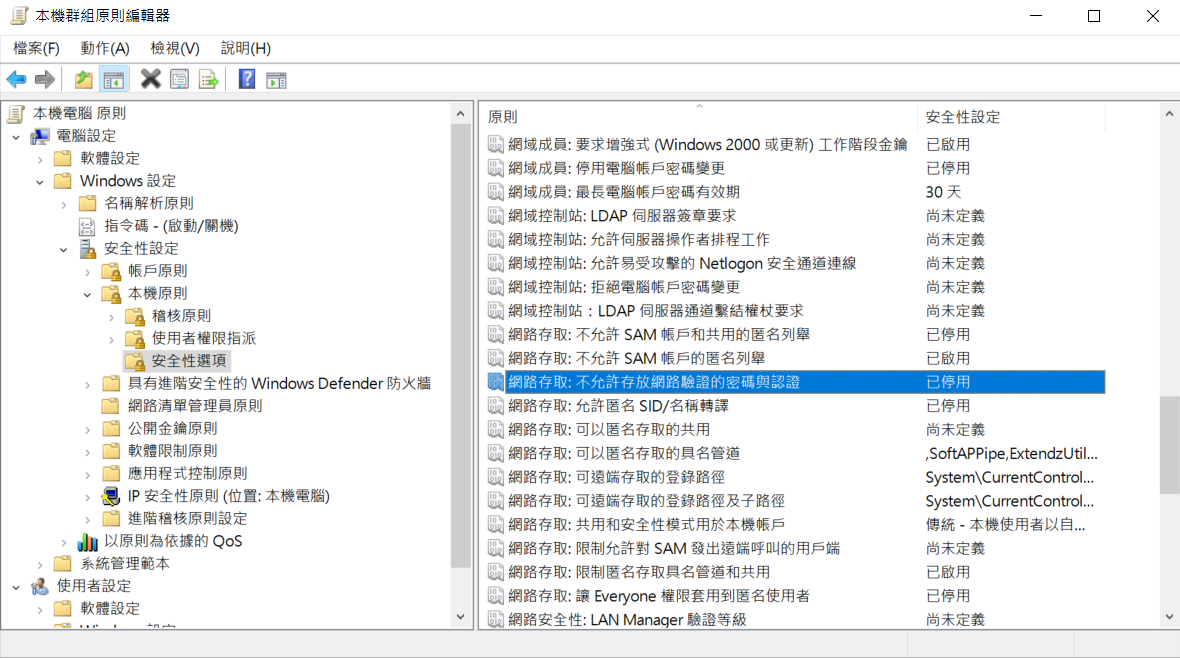 本機群組原則編輯器
檔案(F) 動作(A) 檢視(V) 說明(H)
本機電腦 原則
電腦設定
軟體設定
Windows 設定
名稱解析原則
指令碼 - (啟動/關機)
安全性設定
帳戶原則
本機原則
稽核原則
使用者權限指派
安全性選項
具有進階安全性的 Windows Defender 防火牆
網路清單管理員原則
公開金鑰原則
軟體限制原則
應用程式控制原則
IP 安全性原則 (位置: 本機電腦)
進階稽核原則設定
以原則為依據的 QoS
系統管理範本
使用者設定
軟體設定
Windows 設定
原則 安全性設定
網域成員: 要求增強式 (Windows 2000 或更新) 工作階段金鑰 已啟用
網域成員: 停用電腦帳戶密碼變更 已停用
網域成員: 最長電腦帳戶密碼有效期 30 天
網域控制站: LDAP 伺服器簽章要求 尚未定義
網域控制站: 允許伺服器操作者排程工作 尚未定義
網域控制站: 允許易受攻擊的 Netlogon 安全通道連線 尚未定義
網域控制站: 拒絕電腦帳戶密碼變更 尚未定義
網域控制站：LDAP 伺服器通道繫結權杖要求 尚未定義
網路存取: 不允許 SAM 帳戶和共用的匿名列舉 已停用
網路存取: 不允許 SAM 帳戶的匿名列舉 已啟用
網路存取: 不允許存放網路驗證的密碼與認證 已停用
網路存取: 允許匿名 SID/名稱轉譯 已停用
網路存取: 可以匿名存取的共用 尚未定義
網路存取: 可以匿名存取的具名管道 ,SoftAPPipe,ExtendzUtil...
網路存取: 可遠端存取的登錄路徑 System\CurrentControl...
網路存取: 可遠端存取的登錄路徑及子路徑 System\CurrentControl...
網路存取: 共用和安全性模式用於本機帳戶 傳統 - 本機使用者以自...
網路存取: 限制允許對 SAM 發出遠端呼叫的用戶端 尚未定義
網路存取: 限制匿名存取具名管道和共用 已啟用
網路存取: 讓 Everyone 權限套用到匿名使用者 已停用
網路安全性: LAN Manager 驗證等級 尚未定義